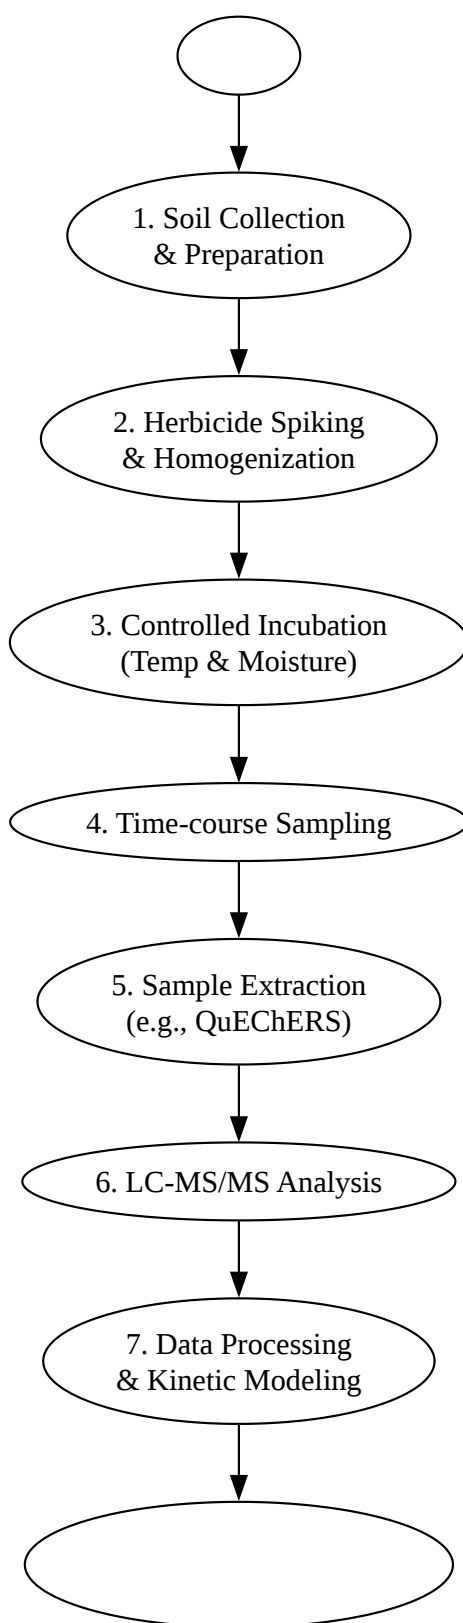 1. Soil Collection
& Preparation
2. Herbicide Spiking
& Homogenization
3. Controlled Incubation
(Temp & Moisture)
4. Time-course Sampling
5. Sample Extraction
(e.g., QuEChERS)
6. LC-MS/MS Analysis
7. Data Processing
& Kinetic Modeling